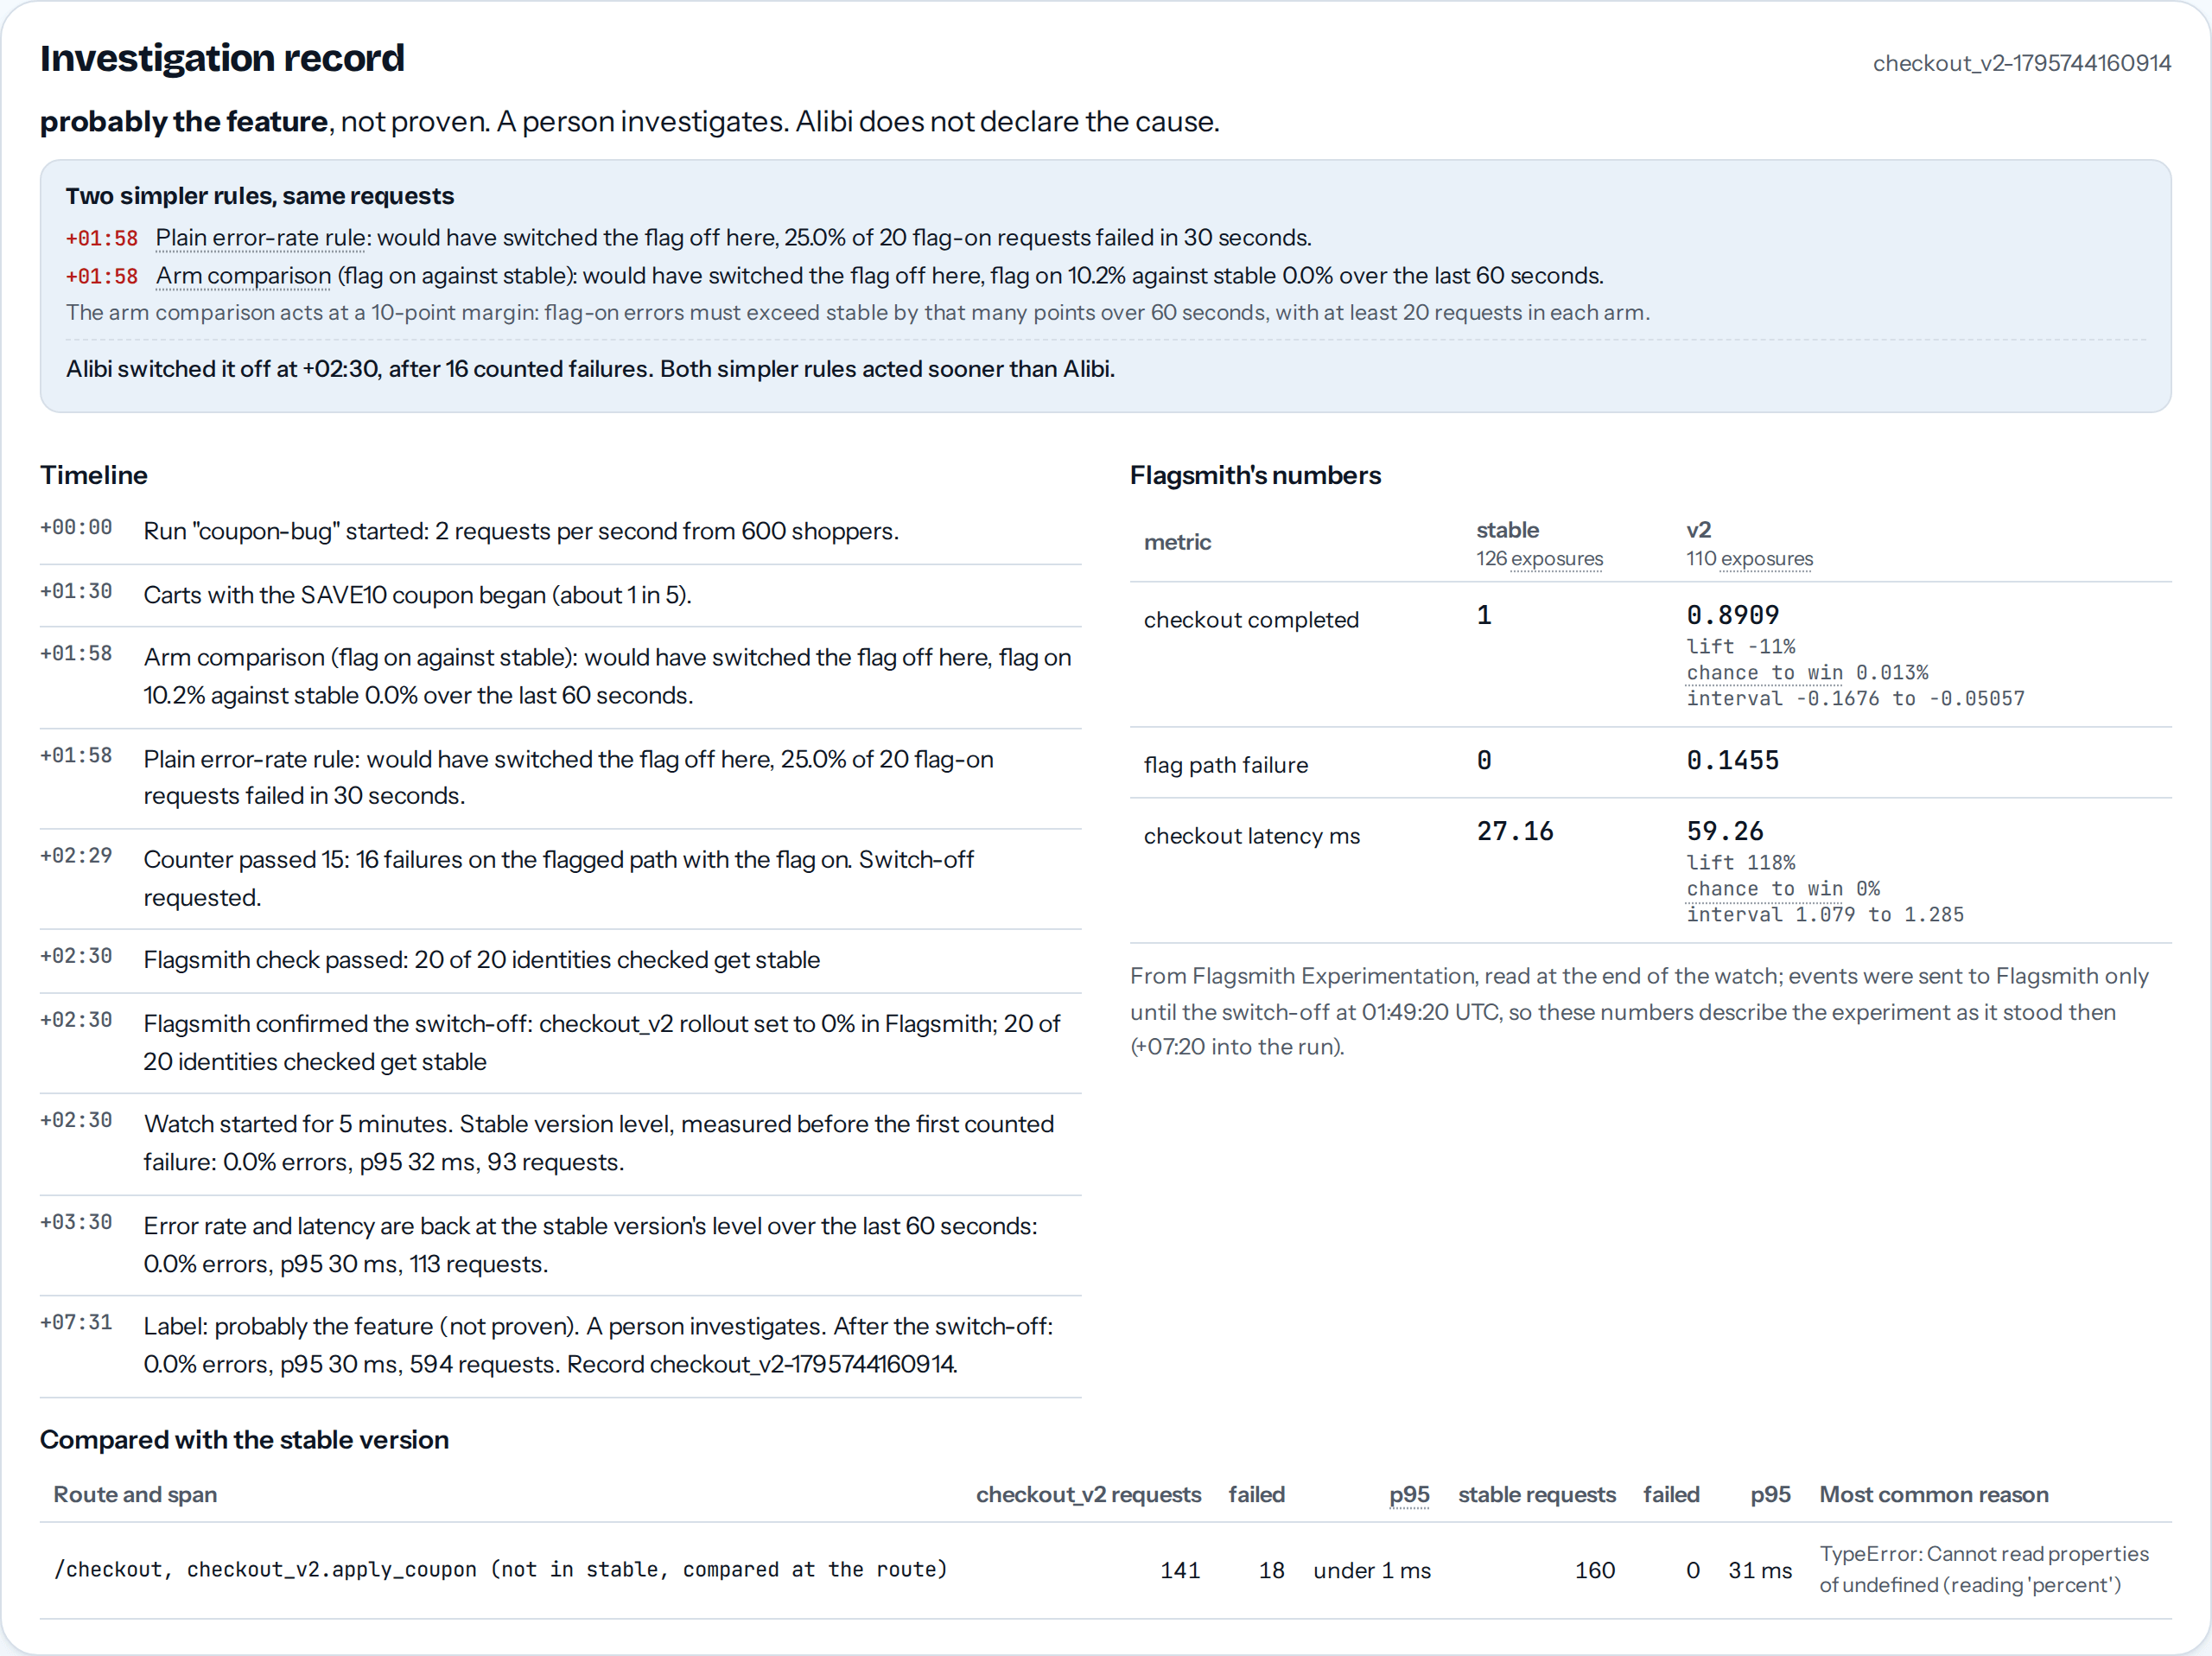 Investigation record
checkout_v2-1795744160914
probably the feature, not proven. A person investigates. Alibi does not declare the cause.
Two simpler rules, same requests
+01:58 Plain error-rate rule: would have switched the flag off here, 25.0% of 20 flag-on requests failed in 30 seconds.
+01:58 Arm comparison (flag on against stable): would have switched the flag off here, flag on 10.2% against stable 0.0% over the last 60 seconds.
The arm comparison acts at a 10-point margin: flag-on errors must exceed stable by that many points over 60 seconds, with at least 20 requests in each arm.
Alibi switched it off at +02:30, after 16 counted failures. Both simpler rules acted sooner than Alibi.
Timeline
+00:00 Run "coupon-bug" started: 2 requests per second from 600 shoppers.
+01:30 Carts with the SAVE10 coupon began (about 1 in 5).
+01:58 Arm comparison (flag on against stable): would have switched the flag off here, flag on
10.2% against stable 0.0% over the last 60 seconds.
+01:58 Plain error-rate rule: would have switched the flag off here, 25.0% of 20 flag-on
requests failed in 30 seconds.
+02:29 Counter passed 15: 16 failures on the flagged path with the flag on. Switch-off
requested.
+02:30 Flagsmith check passed: 20 of 20 identities checked get stable
+02:30 Flagsmith confirmed the switch-off: checkout_v2 rollout set to 0% in Flagsmith; 20 of
20 identities checked get stable
+02:30 Watch started for 5 minutes. Stable version level, measured before the first counted
failure: 0.0% errors, p95 32 ms, 93 requests.
+03:30 Error rate and latency are back at the stable version's level over the last 60 seconds:
0.0% errors, p95 30 ms, 113 requests.
+07:31 Label: probably the feature (not proven). A person investigates. After the switch-off:
0.0% errors, p95 30 ms, 594 requests. Record checkout_v2-1795744160914.
Flagsmith's numbers
metric stable v2
126 exposures 110 exposures
checkout completed 1 0.8909
lift -11%
chance to win 0.013%
interval -0.1676 to -0.05057
flag path failure 0 0.1455
checkout latency ms 27.16 59.26
lift 118%
chance to win 0%
interval 1.079 to 1.285
From Flagsmith Experimentation, read at the end of the watch; events were sent to Flagsmith only
until the switch-off at 01:49:20 UTC, so these numbers describe the experiment as it stood then
(+07:20 into the run).
Compared with the stable version
Route and span checkout_v2 requests failed p95 stable requests failed p95 Most common reason
/checkout, checkout_v2.apply_coupon (not in stable, compared at the route) 141 18 under 1 ms 160 0 31 ms TypeError: Cannot read properties
of undefined (reading 'percent')